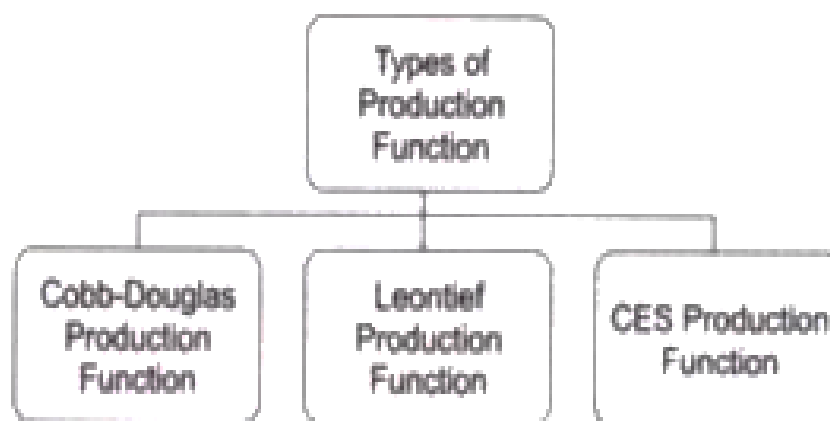 Types of
Production
Function
Cobb-Douglas
Production
Function
Leontief
Production
Function
CES Production
Function